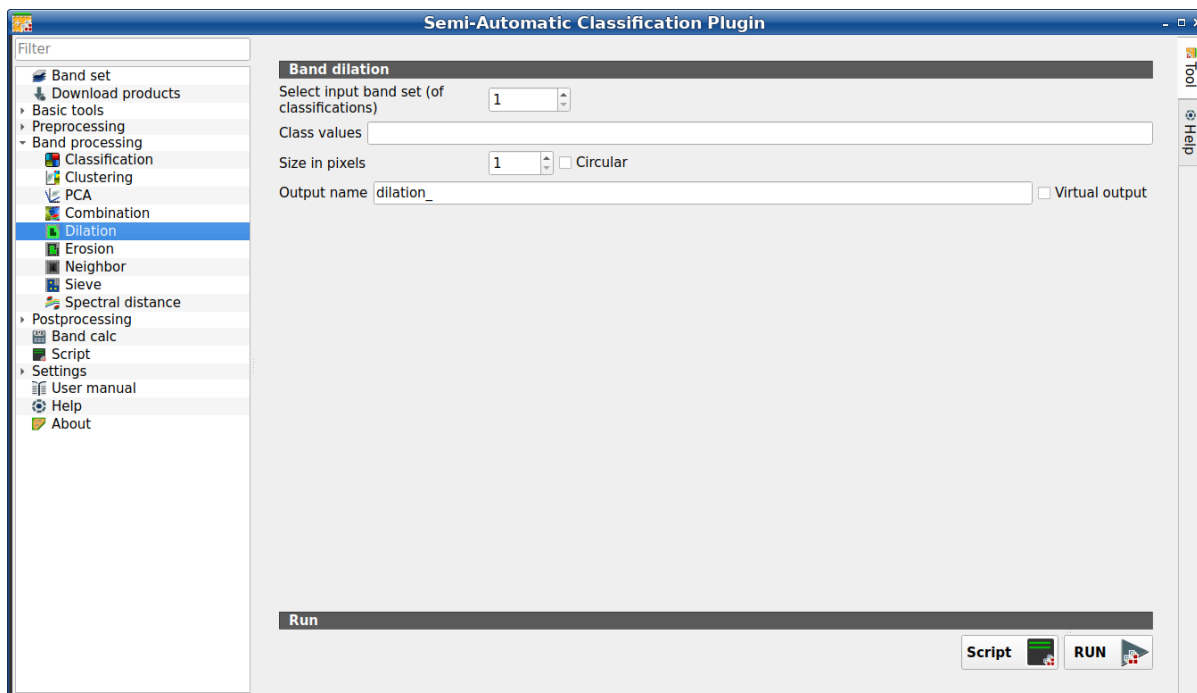 Semi-Automatic Classification Plugin
Filter
Band set
Download products
Basic tools
Preprocessing
Band processing
Classification
Clustering
PCA
Combination
Dilation
Erosion
Neighbor
Sieve
Spectral distance
Postprocessing
Band calc
Script
Settings
User manual
Help
About
Band dilation
Select input band set (of
classifications)
1
Class values
Size in pixels
1
Circular
Output name
dilation_
Virtual output
Run
Script
RUN
Tool
Help